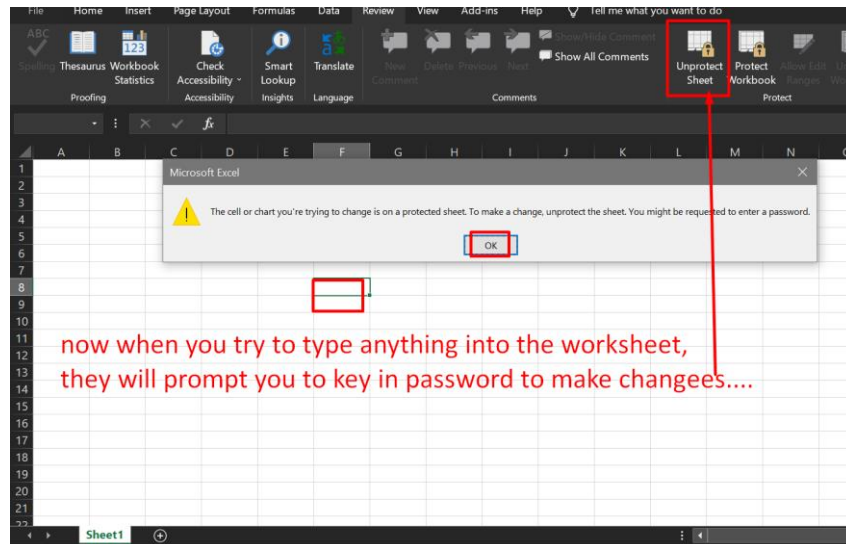 File Home Insert Page Layout Formulas Data Review View Add-ins Help Tell me what you want to do
ABC
Spelling Thesaurus Workbook Statistics
123
Check Accessibility
Smart Lookup
Translate
New Comment
Delete Previous Next
Show/Hide Comment
Show All Comments
Unprotect Sheet
Protect Workbook
Allow Edit Ranges
Proofing Accessibility Insights Language Comments Protect
fx
A B C D E F G H I J K L M N
1
Microsoft Excel
2
3
The cell or chart you're trying to change is on a protected sheet. To make a change, unprotect the sheet. You might be requested to enter a password.
4
5
OK
6
7
8
9
10
11
now when you try to type anything into the worksheet,
12
13
they will prompt you to key in password to make changees....
14
15
16
17
18
19
20
21
22
Sheet1